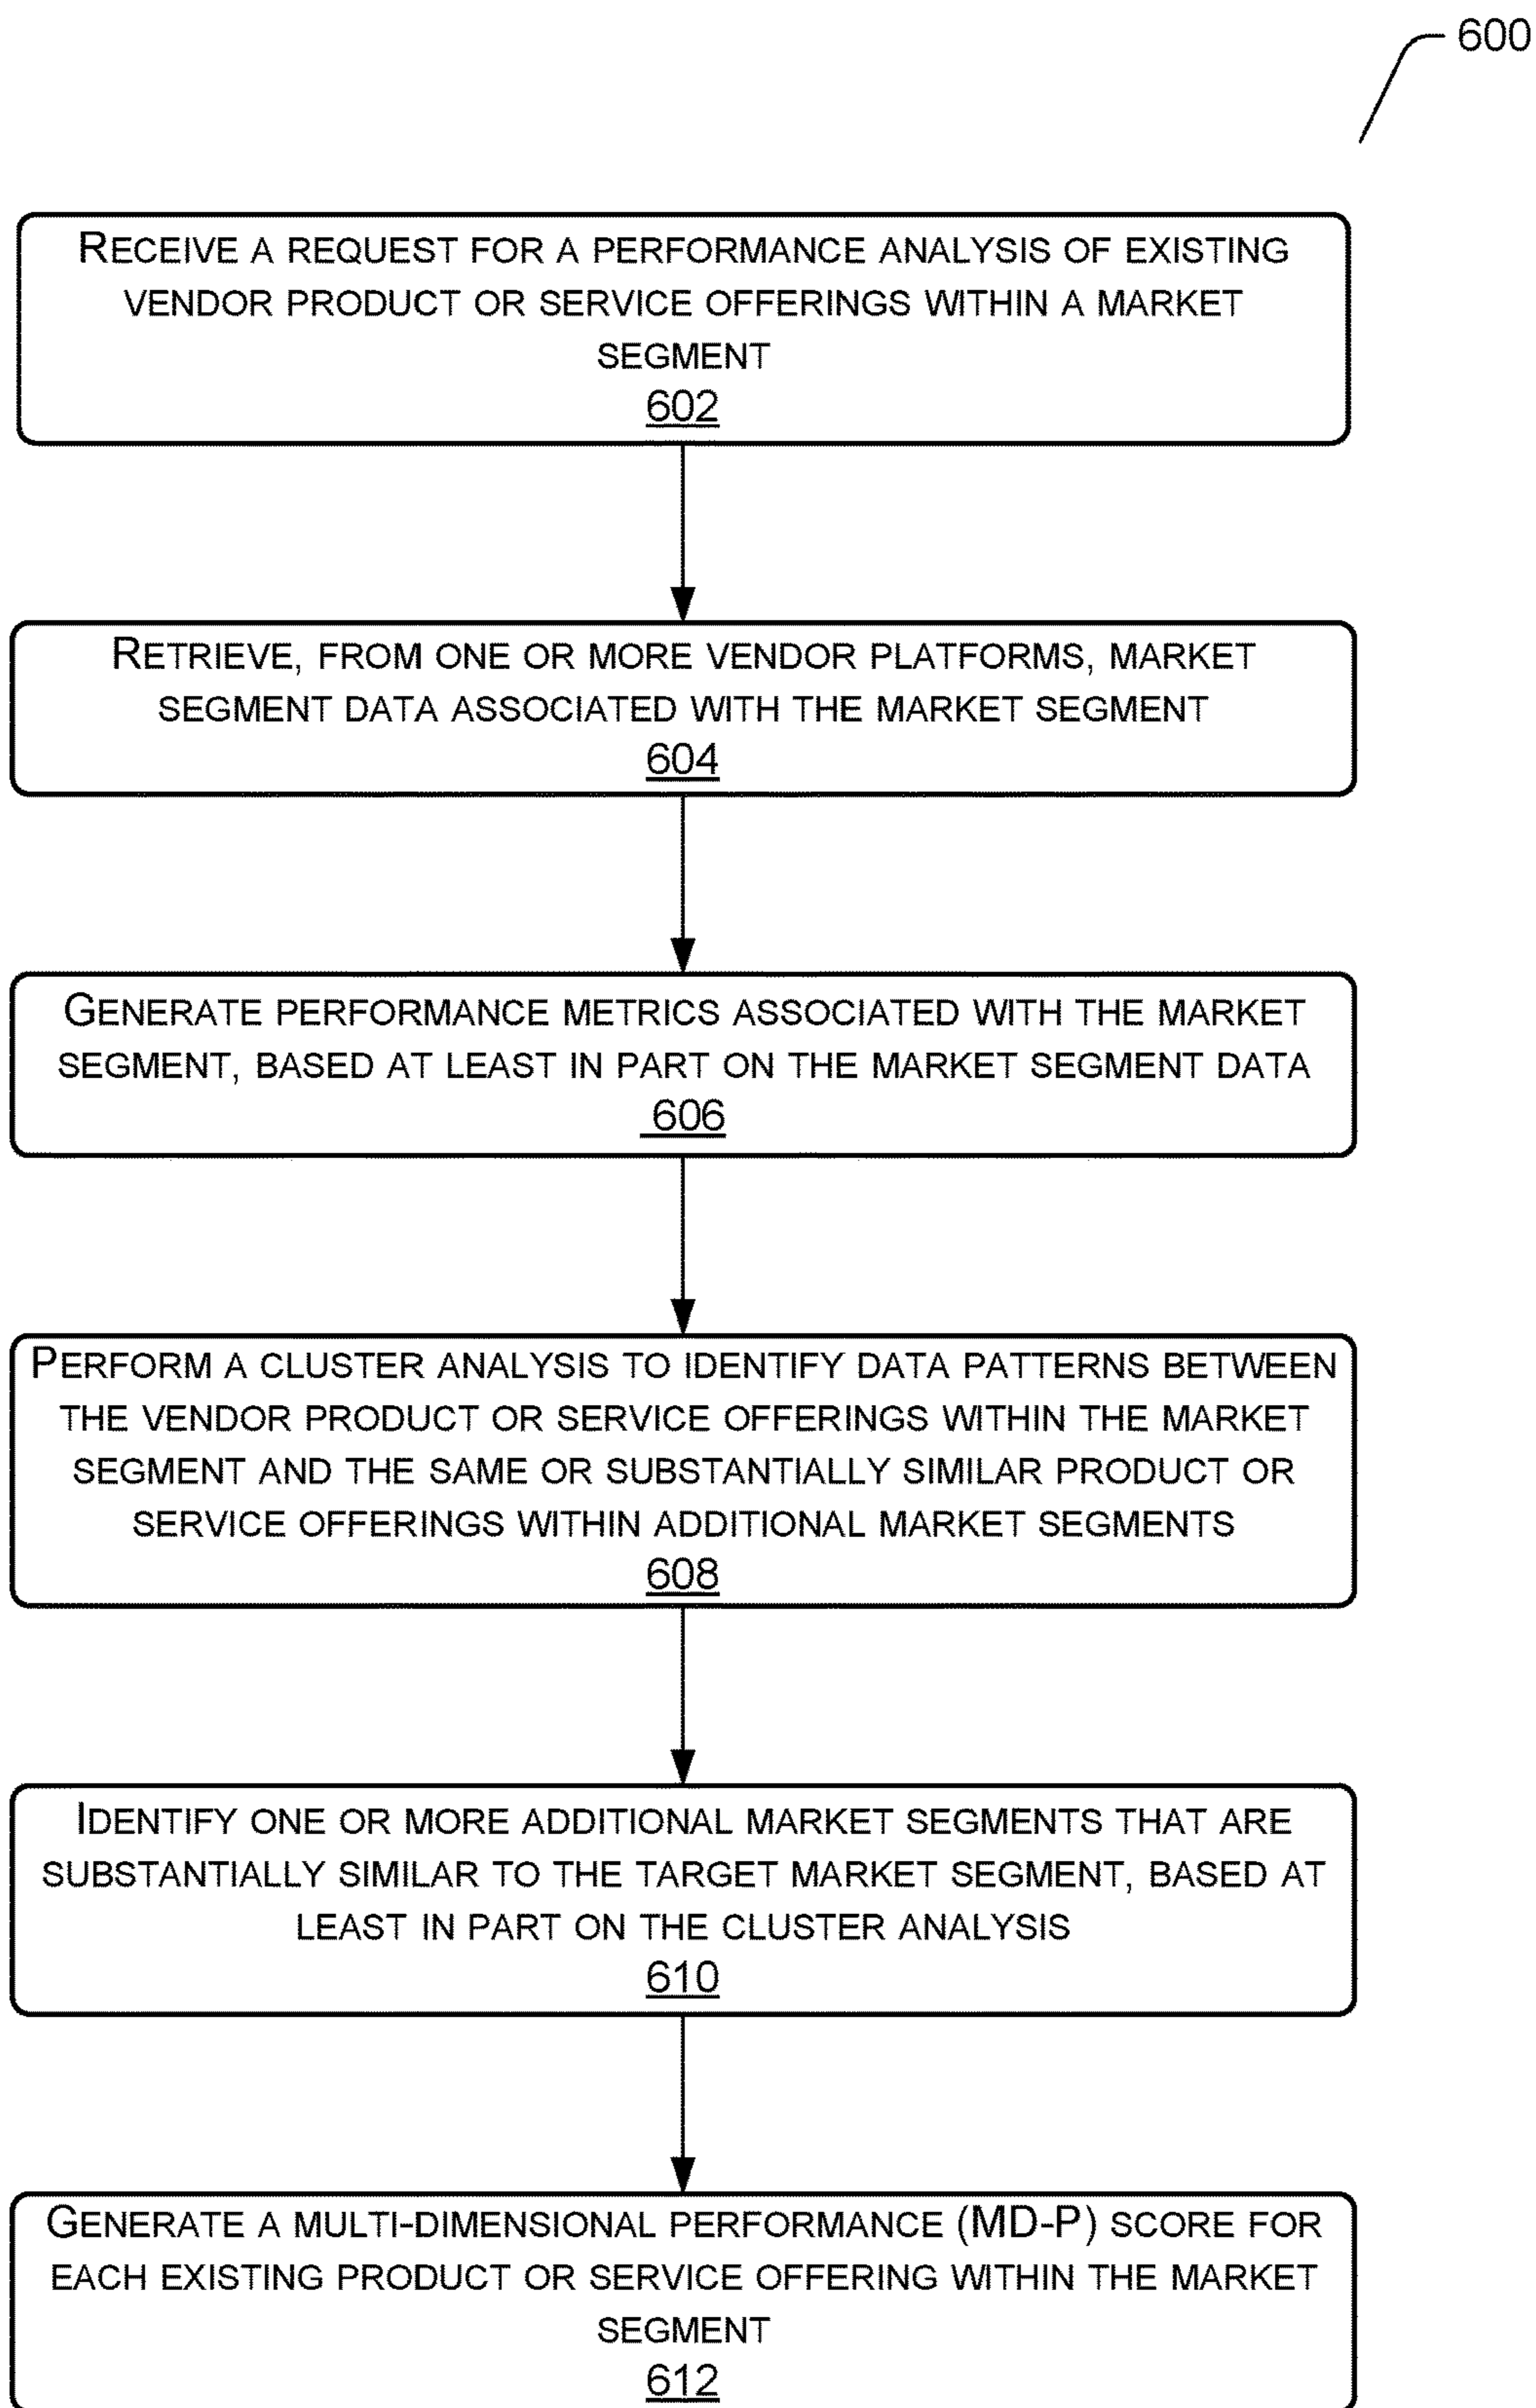 600
RECEIVE A REQUEST FOR A PERFORMANCE ANALYSIS OF EXISTING
VENDOR PRODUCT OR SERVICE OFFERINGS WITHIN A MARKET
SEGMENT
602
RETRIEVE, FROM ONE OR MORE VENDOR PLATFORMS, MARKET
SEGMENT DATA ASSOCIATED WITH THE MARKET SEGMENT
604
GENERATE PERFORMANCE METRICS ASSOCIATED WITH THE MARKET
SEGMENT, BASED AT LEAST IN PART ON THE MARKET SEGMENT DATA
606
PERFORM A CLUSTER ANALYSIS TO IDENTIFY DATA PATTERNS BETWEEN
THE VENDOR PRODUCT OR SERVICE OFFERINGS WITHIN THE MARKET
SEGMENT AND THE SAME OR SUBSTANTIALLY SIMILAR PRODUCT OR
SERVICE OFFERINGS WITHIN ADDITIONAL MARKET SEGMENTS
608
IDENTIFY ONE OR MORE ADDITIONAL MARKET SEGMENTS THAT ARE
SUBSTANTIALLY SIMILAR TO THE TARGET MARKET SEGMENT, BASED AT
LEAST IN PART ON THE CLUSTER ANALYSIS
610
GENERATE A MULTI-DIMENSIONAL PERFORMANCE (MD-P) SCORE FOR
EACH EXISTING PRODUCT OR SERVICE OFFERING WITHIN THE MARKET
SEGMENT
612